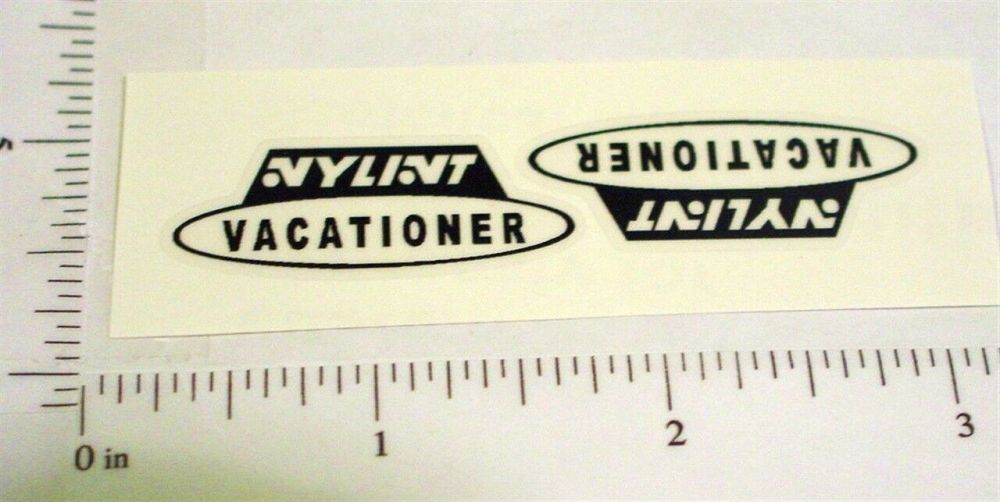 NYLINT
VACATIONER
VACATIONER
NYLINT
0 in
1
2
3